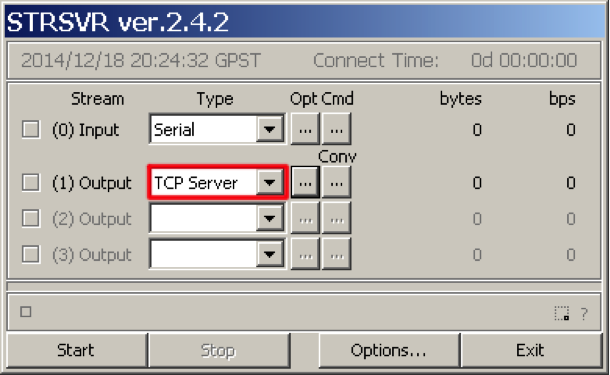 STRSVR ver.2.4.2
2014/12/18 20:24:32 GPST Connect Time: 0d 00:00:00
Stream Type Opt Cmd bytes bps
(0) Input Serial ... ... 0 0
Conv
(1) Output TCP Server ... ... 0 0
(2) Output ... ... 0 0
(3) Output ... ... 0 0
?
Start Stop Options... Exit